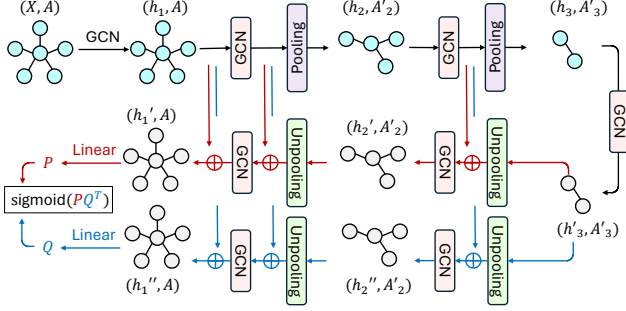 (X, A)
GCN
(h₁, A)
GCN
Pooling
(h₂, A'₂)
GCN
Pooling
(h₃, A'₃)
GCN
(h₁', A)
GCN
Unpooling
(h₂', A'₂)
GCN
Unpooling
Linear
P
sigmoid(PQᵀ)
Q
Linear
(h'₃, A'₃)
GCN
Unpooling
GCN
Unpooling
(h₁'', A)
(h₂'', A'₂)